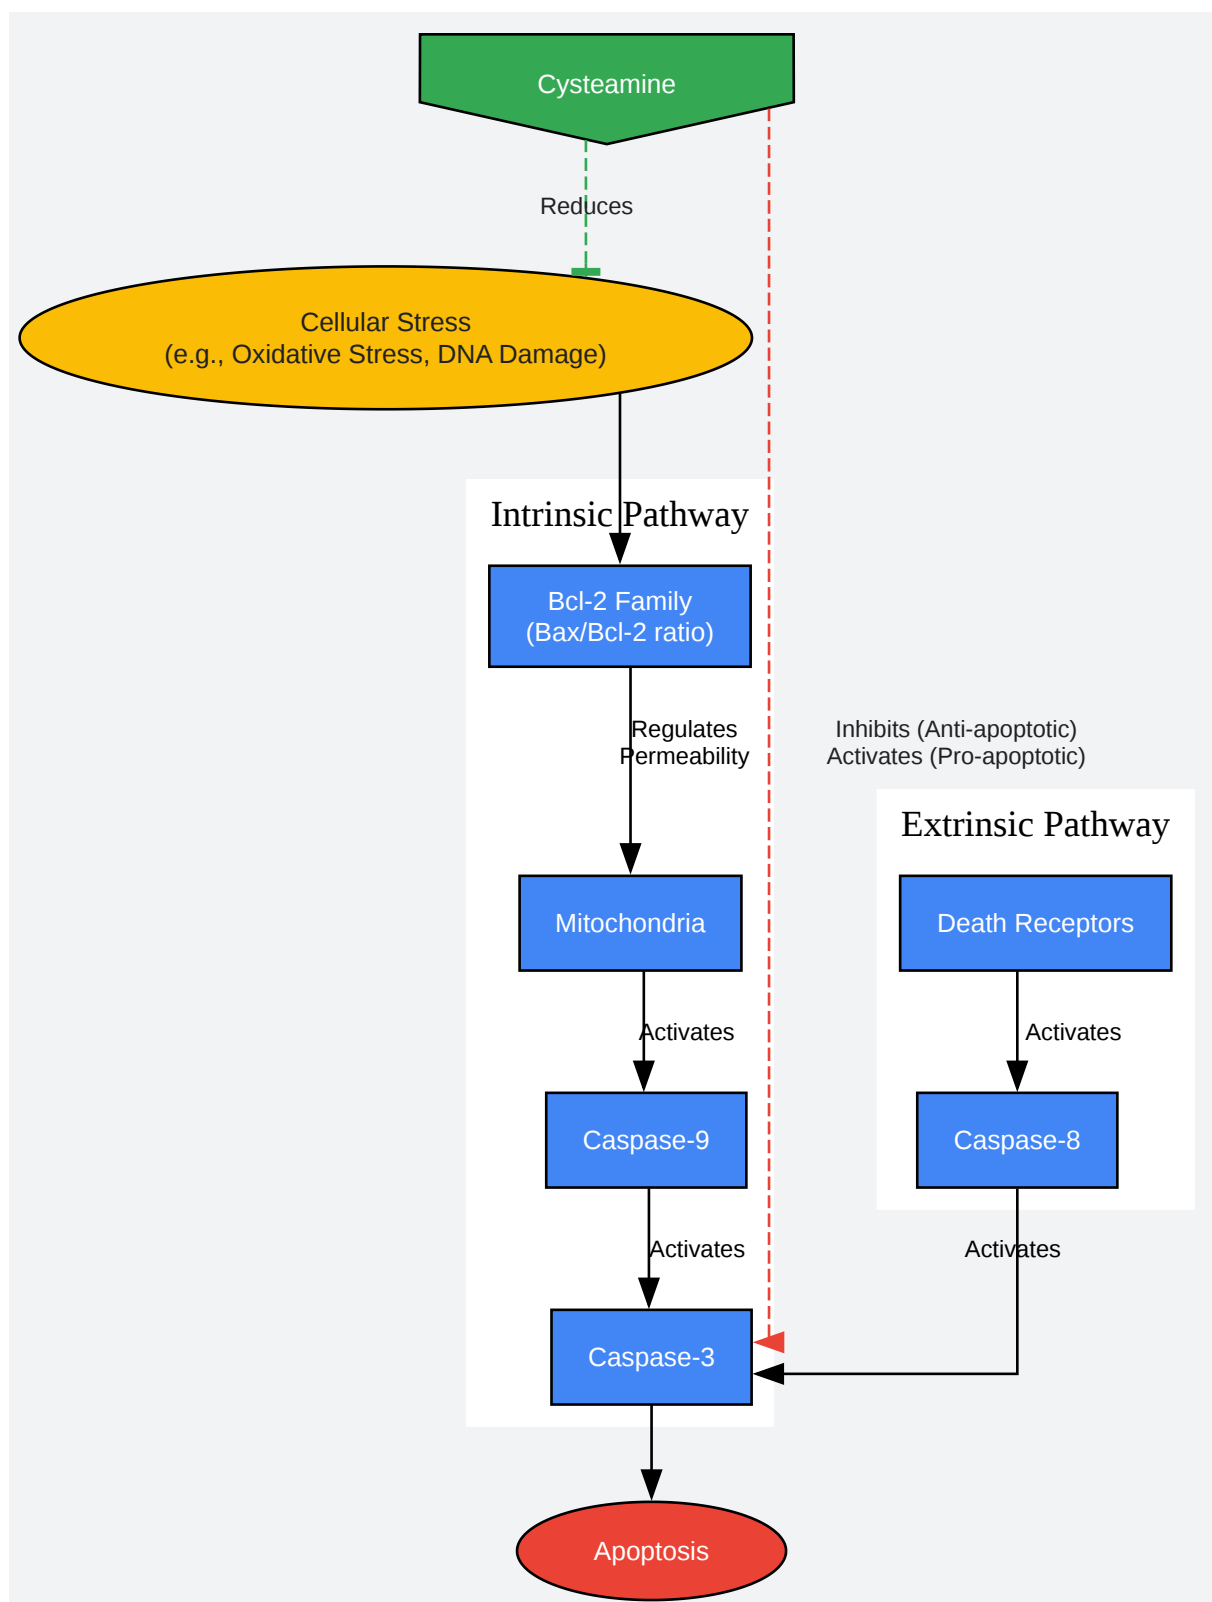 Cysteamine
Reduces
Cellular Stress
(e.g., Oxidative Stress, DNA Damage)
Intrinsic Pathway
Bcl-2 Family
(Bax/Bcl-2 ratio)
Regulates
Permeability
Inhibits (Anti-apoptotic)
Activates (Pro-apoptotic)
Extrinsic Pathway
Mitochondria
Death Receptors
Activates
Activates
Caspase-9
Caspase-8
Activates
Activates
Caspase-3
Apoptosis